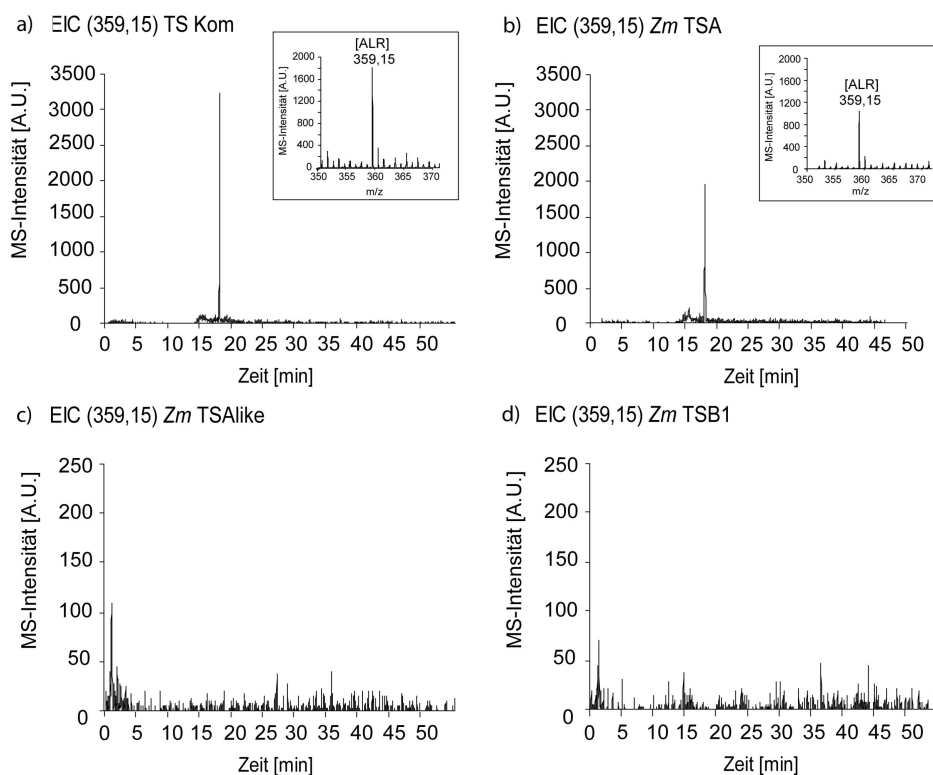 a) EIC (359,15) TS Kom
MS-Intensität [A.U.]
3500
3000
2500
2000
1500
1000
500
0
0 5 10 15 20 25 30 35 40 45 50
Zeit [min]
[ALR]
359,15
MS-Intensität [A.U.]
2000
1600
1200
800
400
0
350 355 360 365 370
m/z
b) EIC (359,15) Zm TSA
MS-Intensität [A.U.]
3500
3000
2500
2000
1500
1000
500
0
0 5 10 15 20 25 30 35 40 45 50
Zeit [min]
[ALR]
359,15
MS-Intensität [A.U.]
2000
1600
1200
800
400
0
350 355 360 365 370
m/z
c) EIC (359,15) Zm TSAlike
MS-Intensität [A.U.]
250
200
150
100
50
0
0 5 10 15 20 25 30 35 40 45 50
Zeit [min]
d) EIC (359,15) Zm TSB1
MS-Intensität [A.U.]
250
200
150
100
50
0
0 5 10 15 20 25 30 35 40 45 50
Zeit [min]